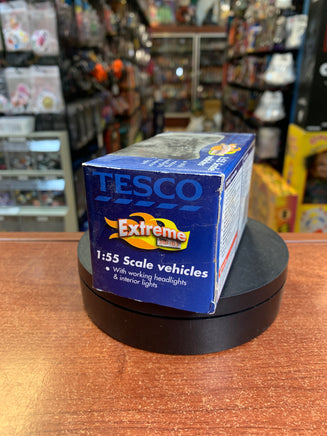 TESCO
Extreme
1:55 Scale vehicles
• With working headlights
& interior lights